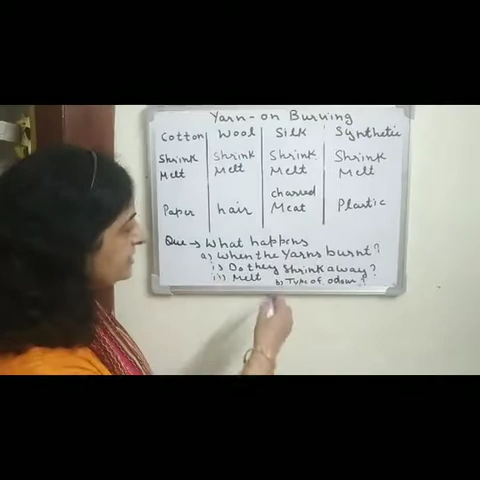 Yarn-on Burning
Cotton Wool Silk Synthetic
Shrink Shrink Shrink Shrink
Melt Melt Melt Melt
charred
Paper hair Meat Plastic
Que → What happens
a) When the Yarns burnt?
i) Do they Shrink away?
ii) Melt b) Type of odour?